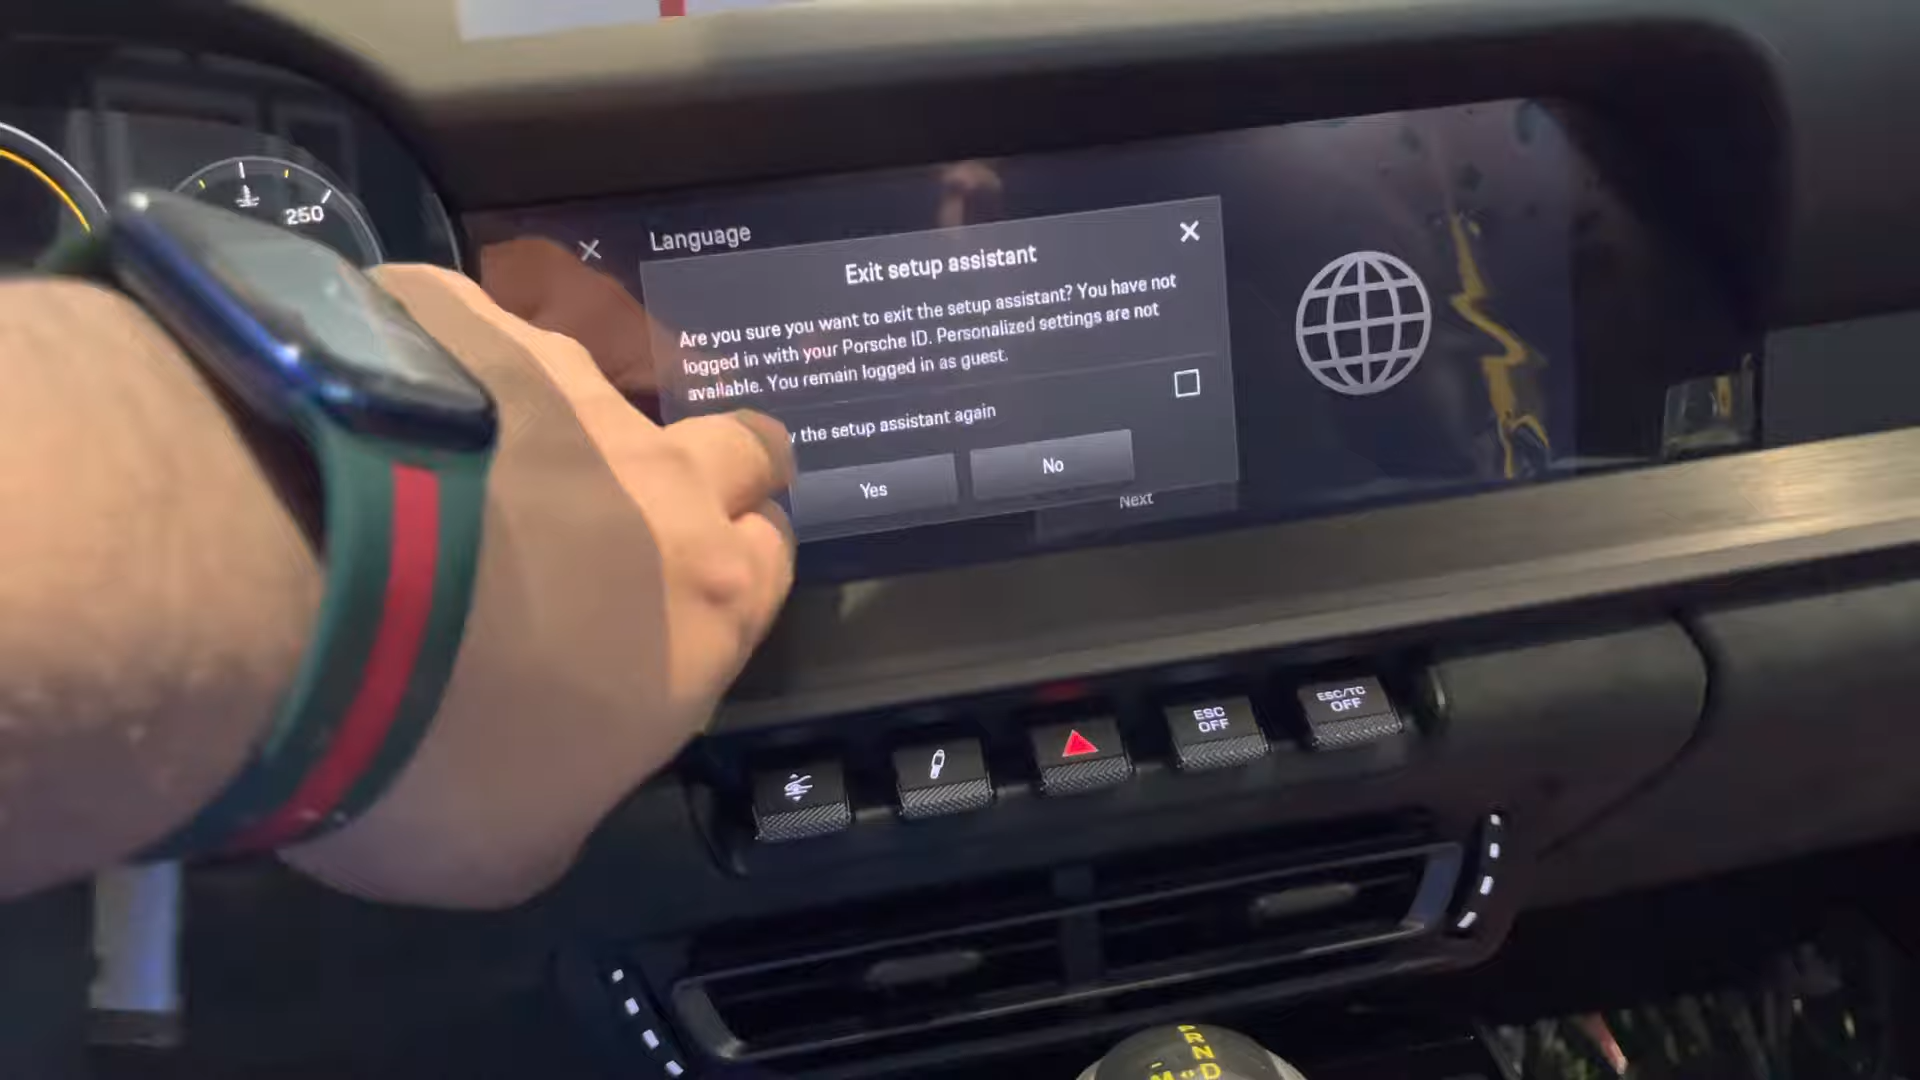 250
Language
Exit setup assistant
Are you sure you want to exit the setup assistant? You have not
logged in with your Porsche ID. Personalized settings are not
available. You remain logged in as guest.
the setup assistant again
Yes
No
Next
ESC
OFF
ESC/TC
OFF
R
N
D
M